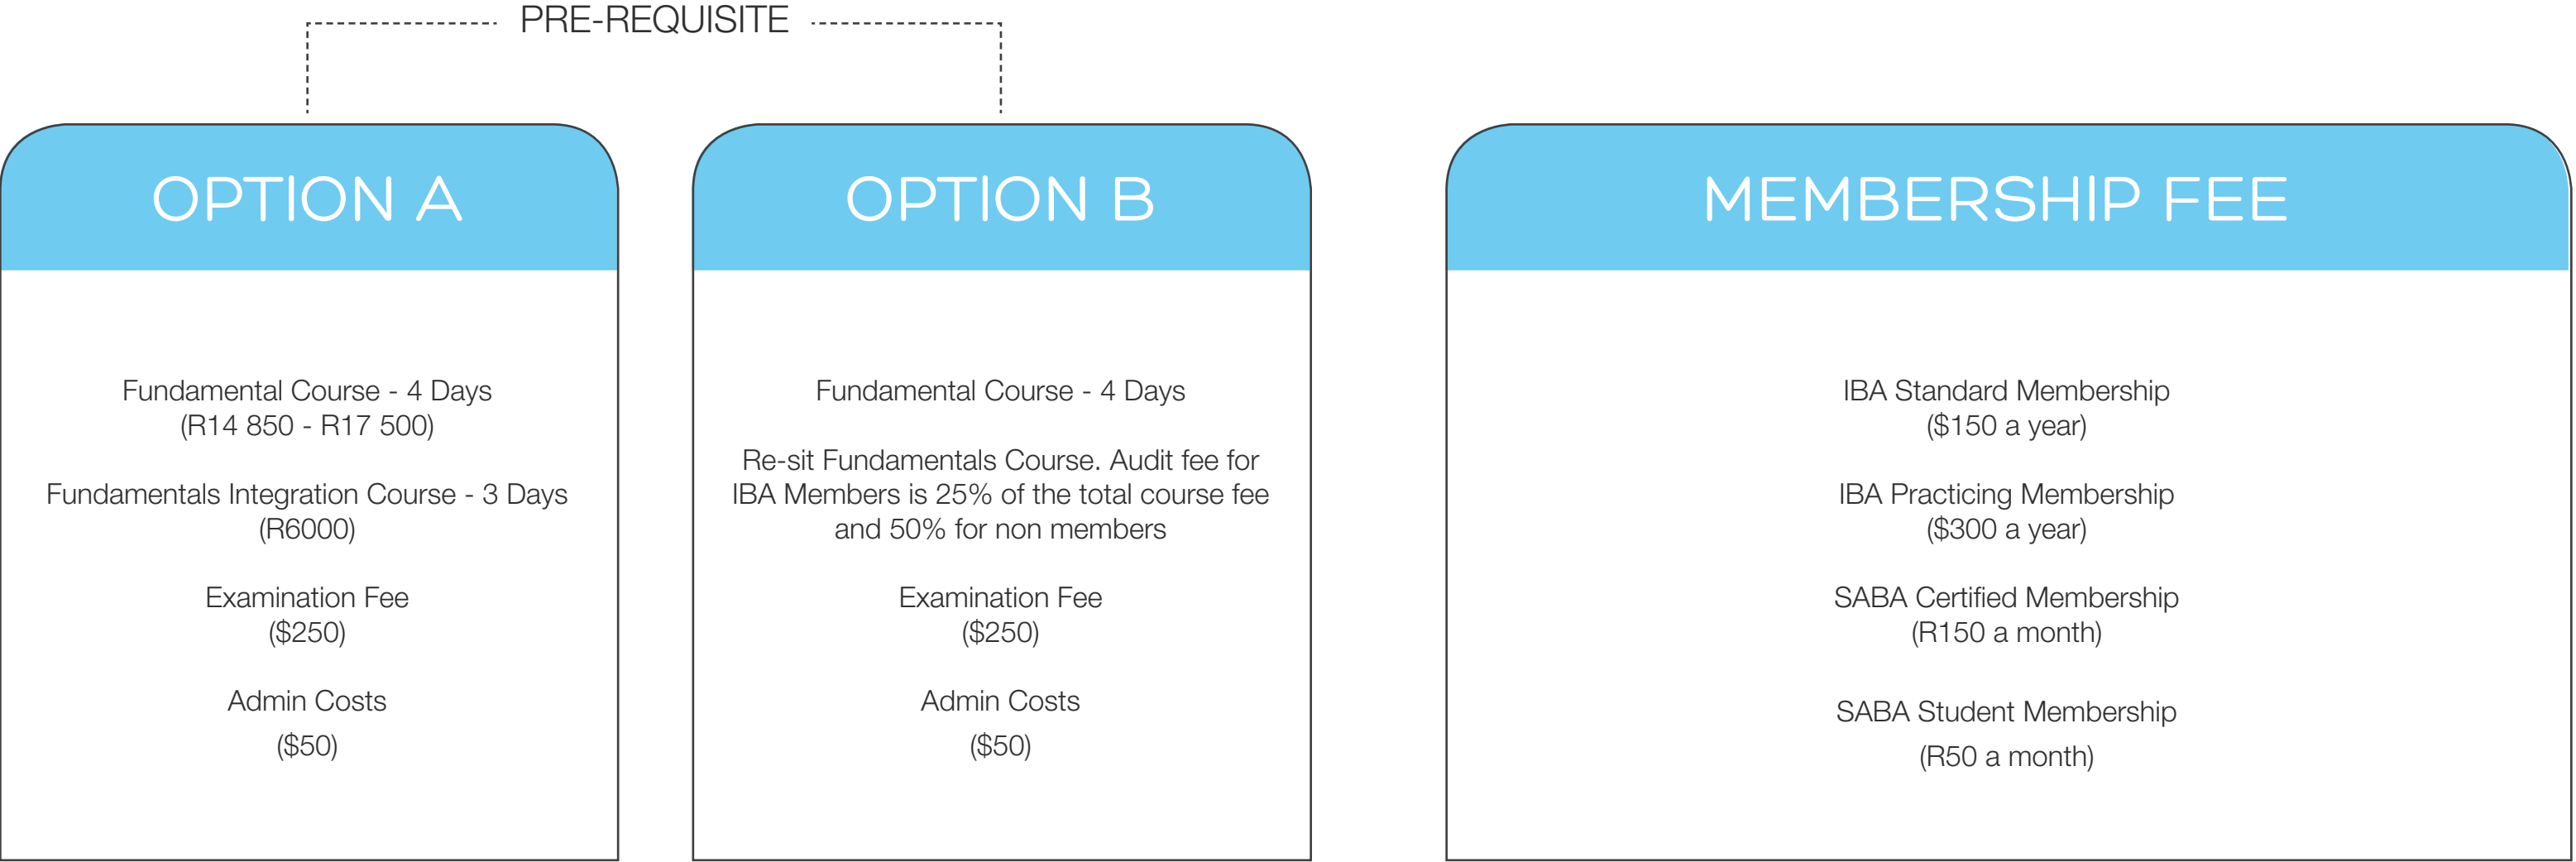 PRE-REQUISITE
OPTION A
Fundamental Course - 4 Days
(R14 850 - R17 500)
Fundamentals Integration Course - 3 Days
(R6000)
Examination Fee
($250)
Admin Costs
($50)
OPTION B
Fundamental Course - 4 Days
Re-sit Fundamentals Course. Audit fee for
IBA Members is 25% of the total course fee
and 50% for non members
Examination Fee
($250)
Admin Costs
($50)
MEMBERSHIP FEE
IBA Standard Membership
($150 a year)
IBA Practicing Membership
($300 a year)
SABA Certified Membership
(R150 a month)
SABA Student Membership
(R50 a month)